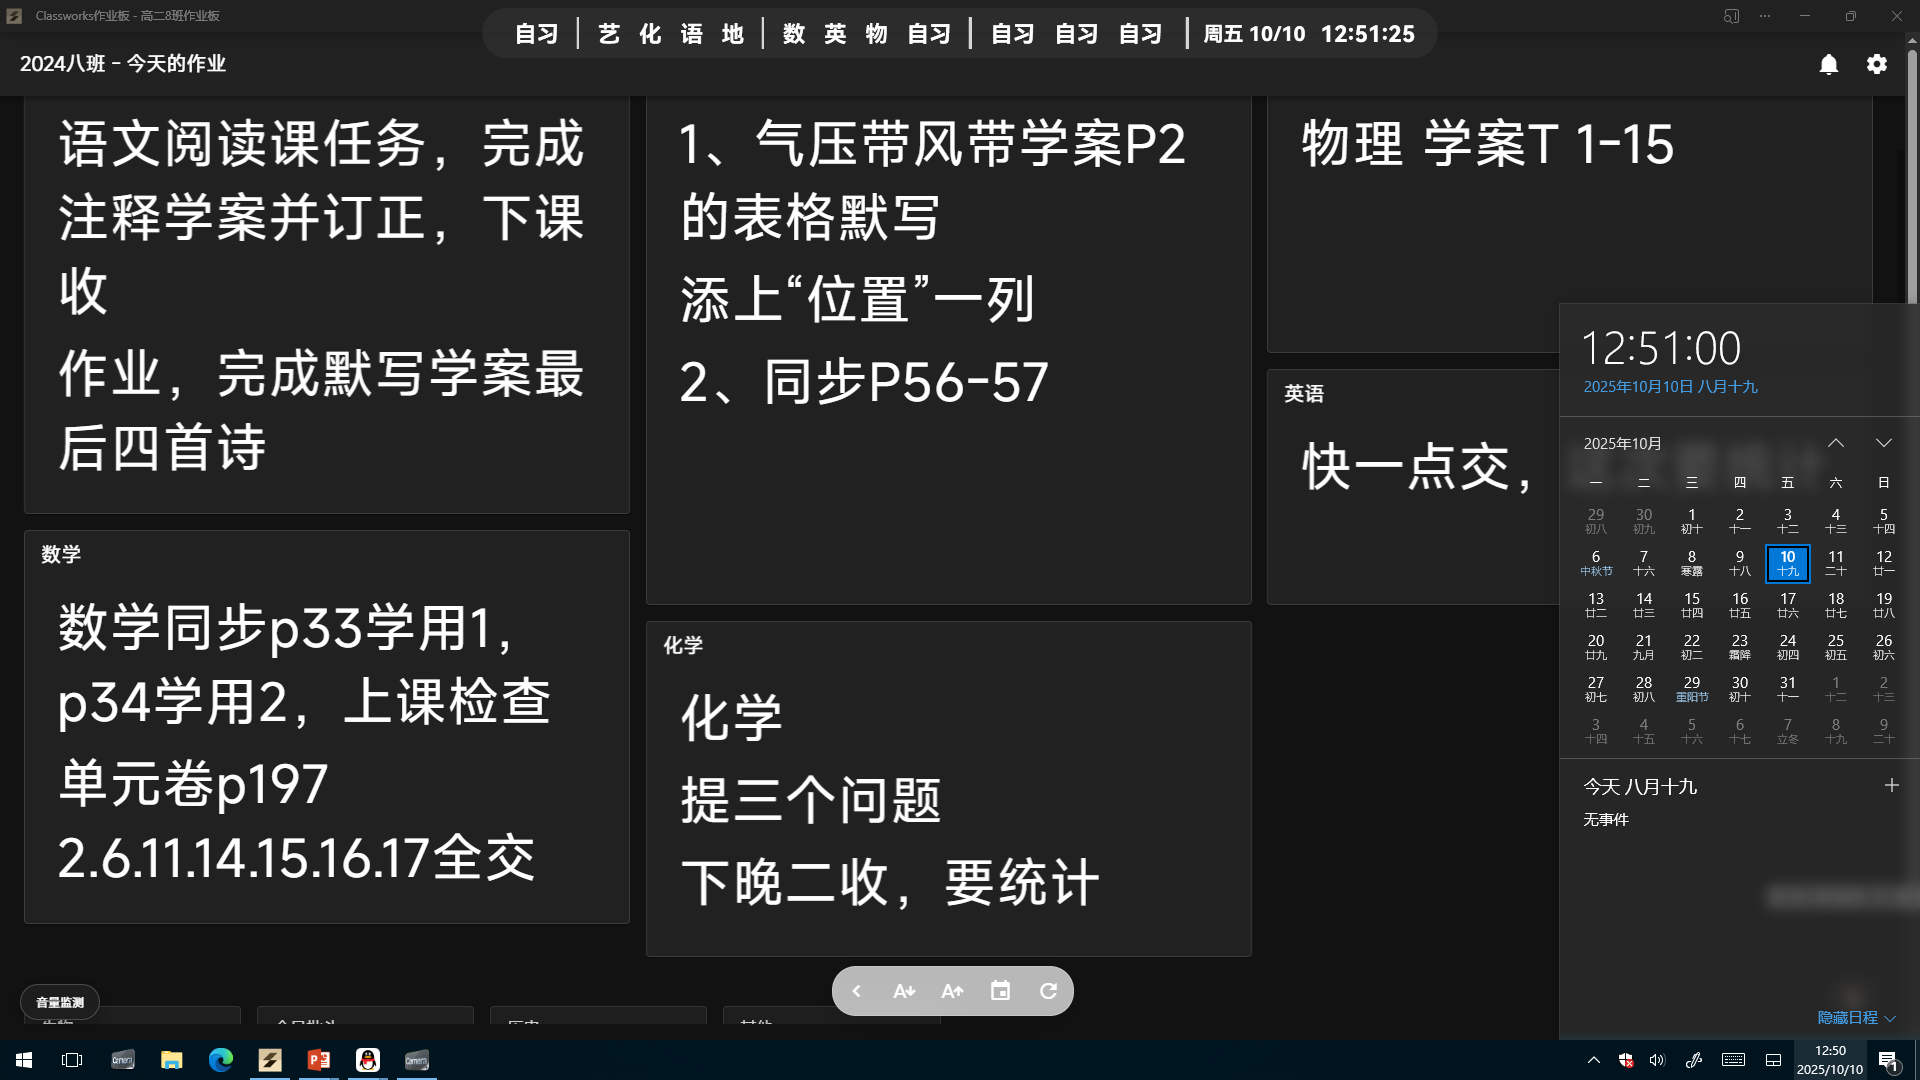 Classworks作业板 - 高二8班作业板
自习 | 艺 化 语 地 | 数 英 物 自习 | 自习 自习 自习 | 周五 10/10 12:51:25
2024八班 - 今天的作业
语文阅读课任务，完成
注释学案并订正，下课
收
作业，完成默写学案最
后四首诗
数学
数学同步p33学用1，
p34学用2，上课检查
单元卷p197
2.6.11.14.15.16.17全交
1、气压带风带学案P2
的表格默写
添上“位置”一列
2、同步P56-57
化学
化学
提三个问题
下晚二收，要统计
物理 学案T 1-15
英语
快一点交，
12:51:00
2025年10月10日 八月十九
2025年10月
一 二 三 四 五 六 日
29 30 1 2 3 4 5
初八 初九 初十 十一 十二 十三 十四
6 7 8 9 10 11 12
中秋节 十六 寒露 十八 十九 二十 廿一
13 14 15 16 17 18 19
廿二 廿三 廿四 廿五 廿六 廿七 廿八
20 21 22 23 24 25 26
廿九 九月 初二 霜降 初四 初五 初六
27 28 29 30 31 1 2
初七 初八 重阳节 初十 十一 十二 十三
3 4 5 6 7 8 9
十四 十五 十六 十七 立冬 十九 二十
今天 八月十九
无事件
隐藏日程
音量监测
12:50
2025/10/10
1